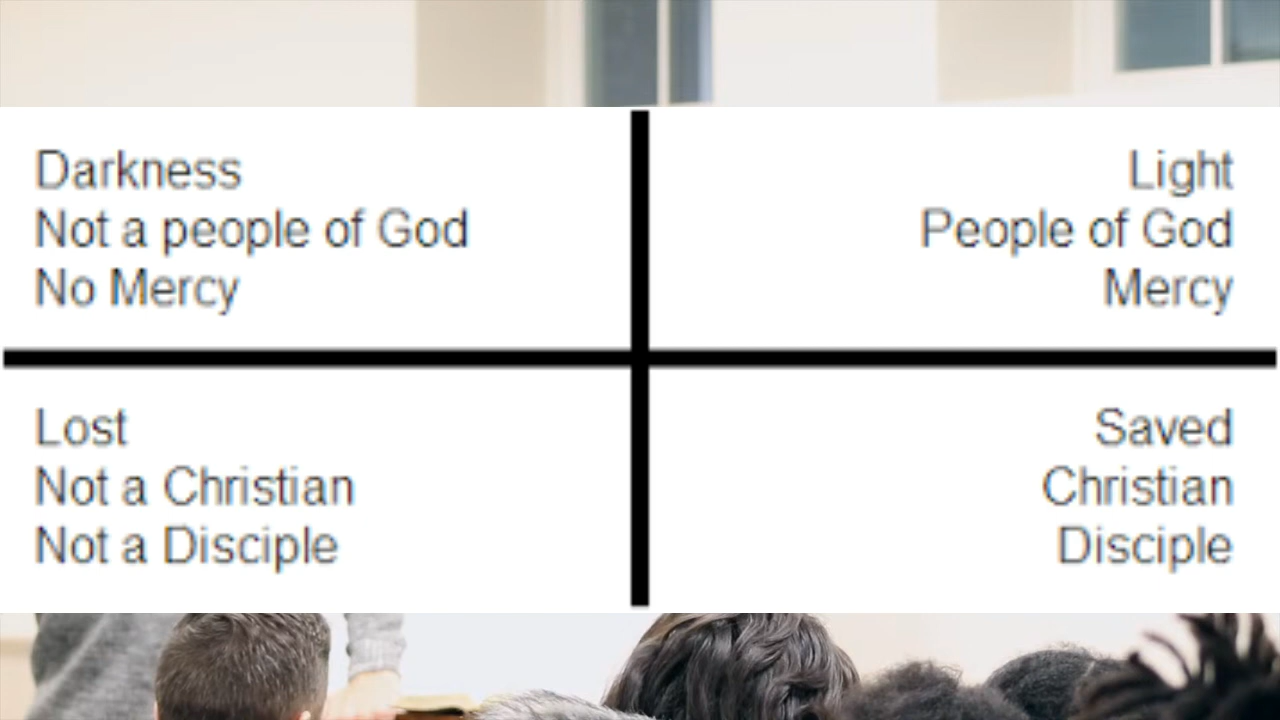 Darkness
Not a people of God
No Mercy
Light
People of God
Mercy
Lost
Not a Christian
Not a Disciple
Saved
Christian
Disciple